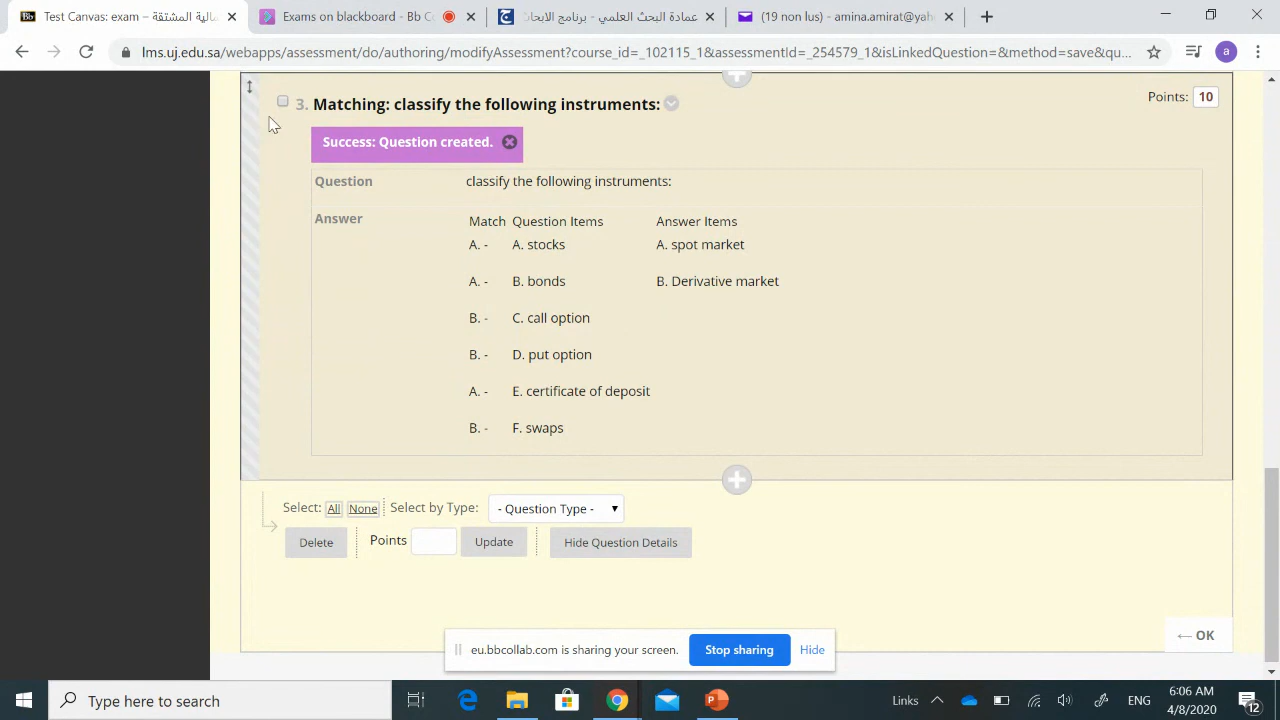 Test Canvas: exam – مالية المشتقة
Exams on blackboard - Bb C
عمادة البحث العلمي - برنامج الابحاث
(19 non lus) - amina.amirat@yah
lms.uj.edu.sa/webapps/assessment/do/authoring/modifyAssessment?course_id=_102115_1&assessmentId=_254579_1&isLinkedQuestion=&method=save&qu...
a
3. Matching: classify the following instruments:
Points: 10
Success: Question created.
Question classify the following instruments:
Answer Match Question Items Answer Items
A. - A. stocks A. spot market
A. - B. bonds B. Derivative market
B. - C. call option
B. - D. put option
A. - E. certificate of deposit
B. - F. swaps
Select: All None Select by Type: - Question Type -
Delete Points Update Hide Question Details
← OK
eu.bbcollab.com is sharing your screen. Stop sharing Hide
Type here to search
Links
ENG
6:06 AM
4/8/2020
12